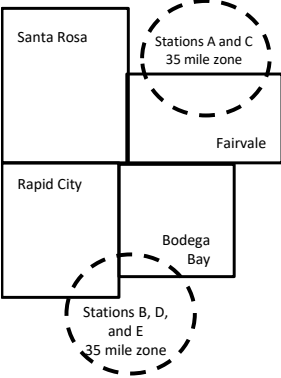 Santa Rosa
Stations A and C
35 mile zone
Fairvale
Rapid City
Bodega
Bay
Stations B, D,
and E
35 mile zone